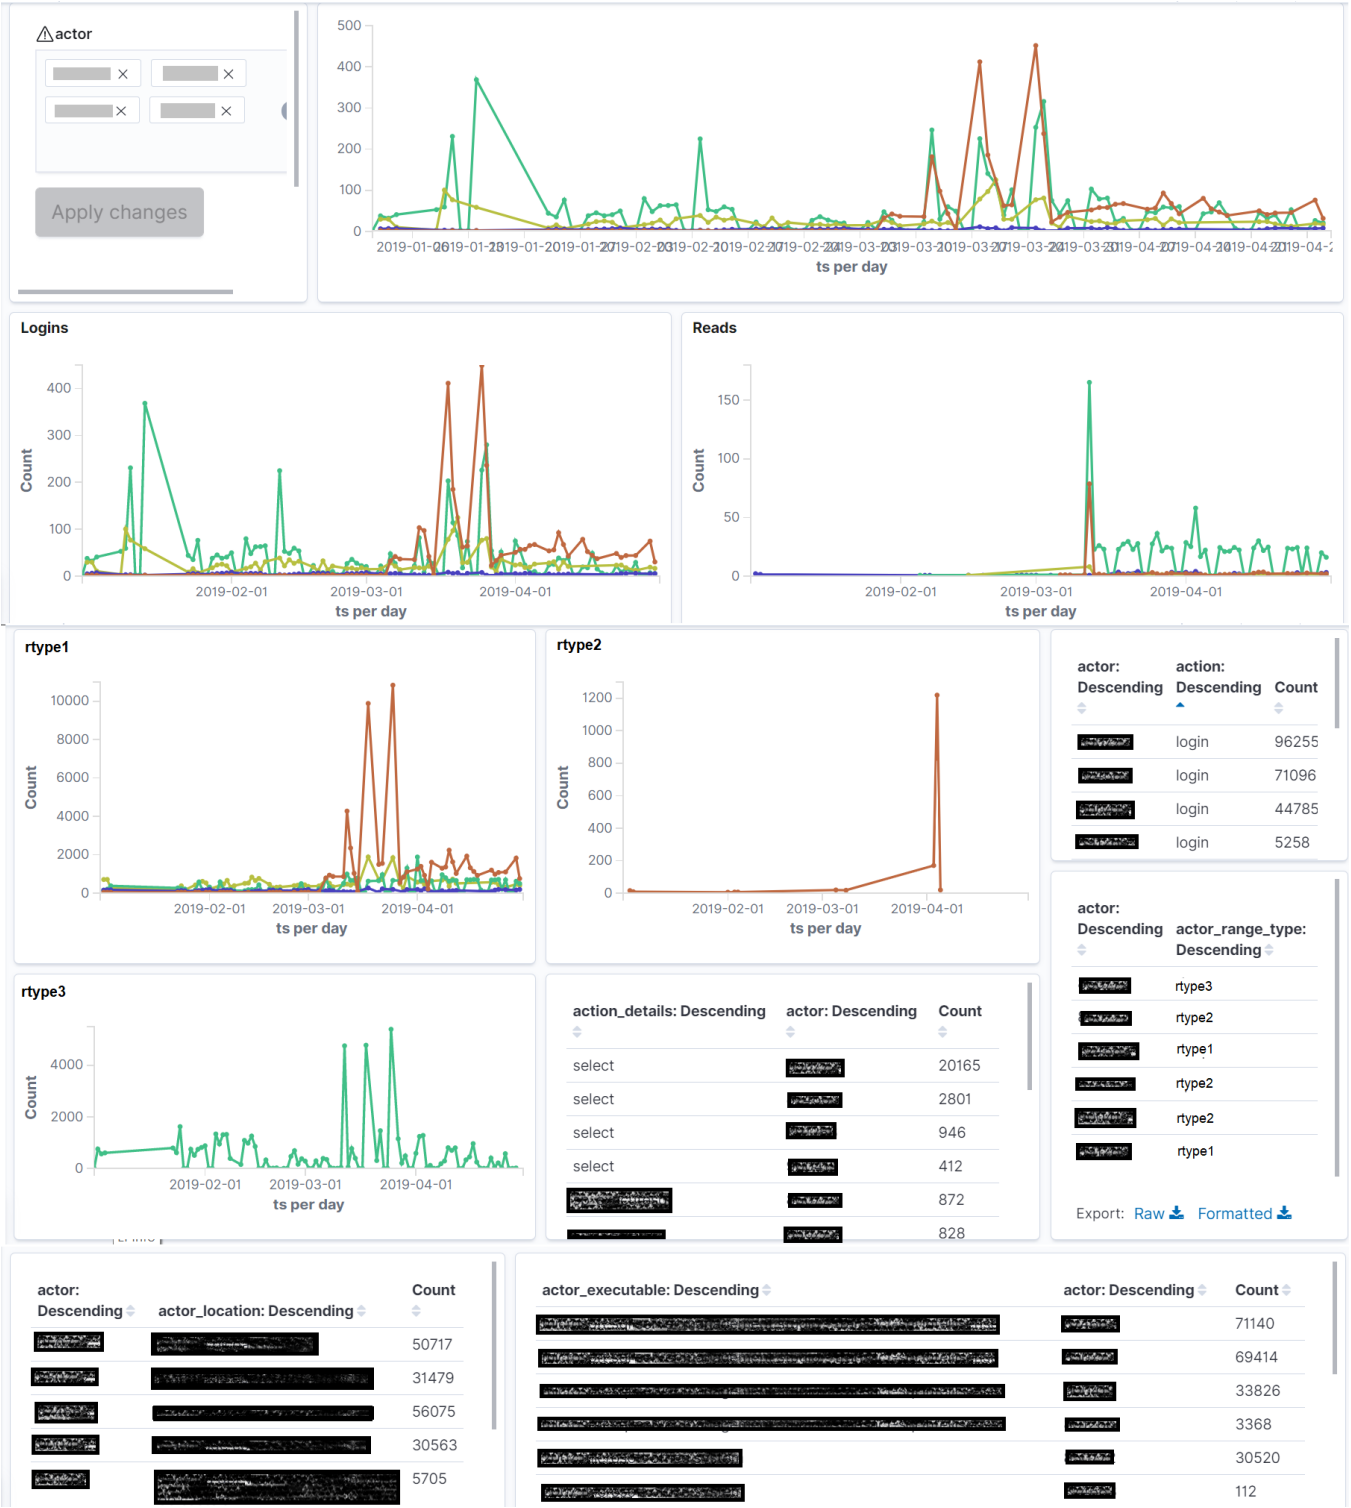 actor
Apply changes
500
400
300
200
100
0
ts per day
Logins
Count
400
300
200
100
0
2019-02-01 2019-03-01 2019-04-01
ts per day
Reads
Count
150
100
50
0
2019-02-01 2019-03-01 2019-04-01
ts per day
rtype1
Count
10000
8000
6000
4000
2000
0
2019-02-01 2019-03-01 2019-04-01
ts per day
rtype2
Count
1200
1000
800
600
400
200
0
2019-02-01 2019-03-01 2019-04-01
ts per day
actor: action:
Descending Descending Count
login 96255
login 71096
login 44785
login 5258
actor:
Descending actor_range_type:
Descending
rtype3
rtype2
rtype1
rtype2
rtype2
rtype1
Export: Raw Formatted
rtype3
Count
4000
2000
0
2019-02-01 2019-03-01 2019-04-01
ts per day
action_details: Descending actor: Descending Count
select 20165
select 2801
select 946
select 412
872
828
actor: Count
Descending actor_location: Descending
50717
31479
56075
30563
5705
actor_executable: Descending actor: Descending Count
71140
69414
33826
3368
30520
112